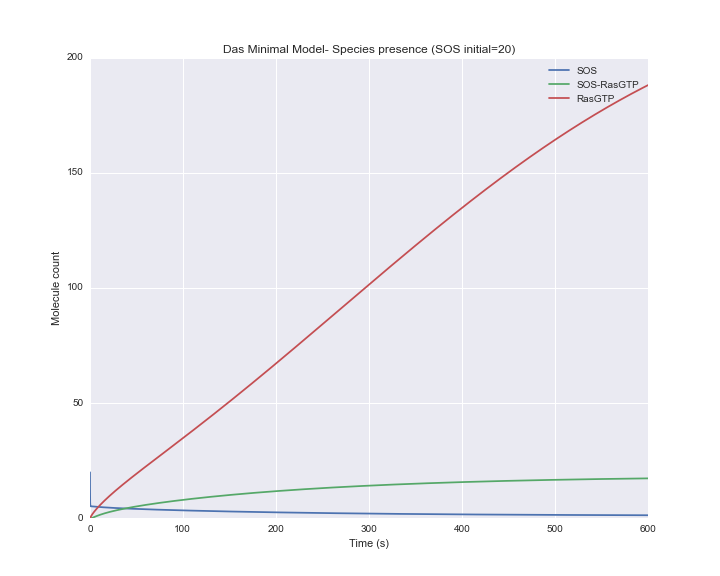 Das Minimal Model- Species presence (SOS initial=20)
200
SOS
SOS-RasGTP
RasGTP
150
Molecule count
100
50
0
0 100 200 300 400 500 600
Time (s)